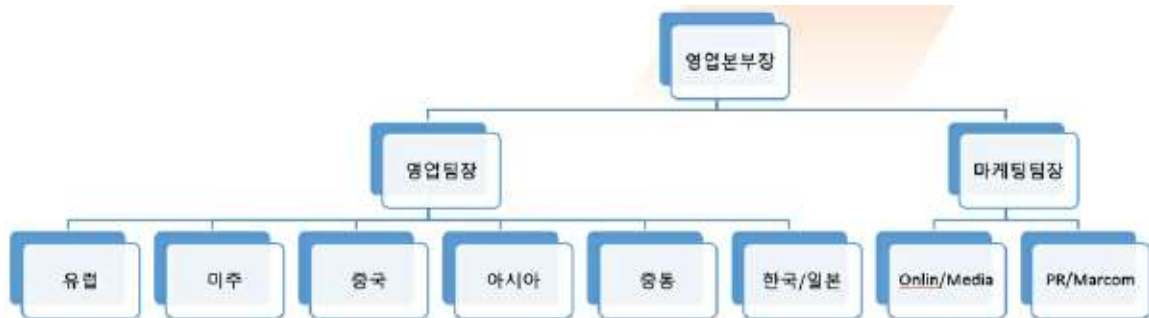 영업본부장
영업팀장
마케팅팀장
유럽
미주
중국
아시아
중동
한국/일본
Onlin/Media
PR/Marcom